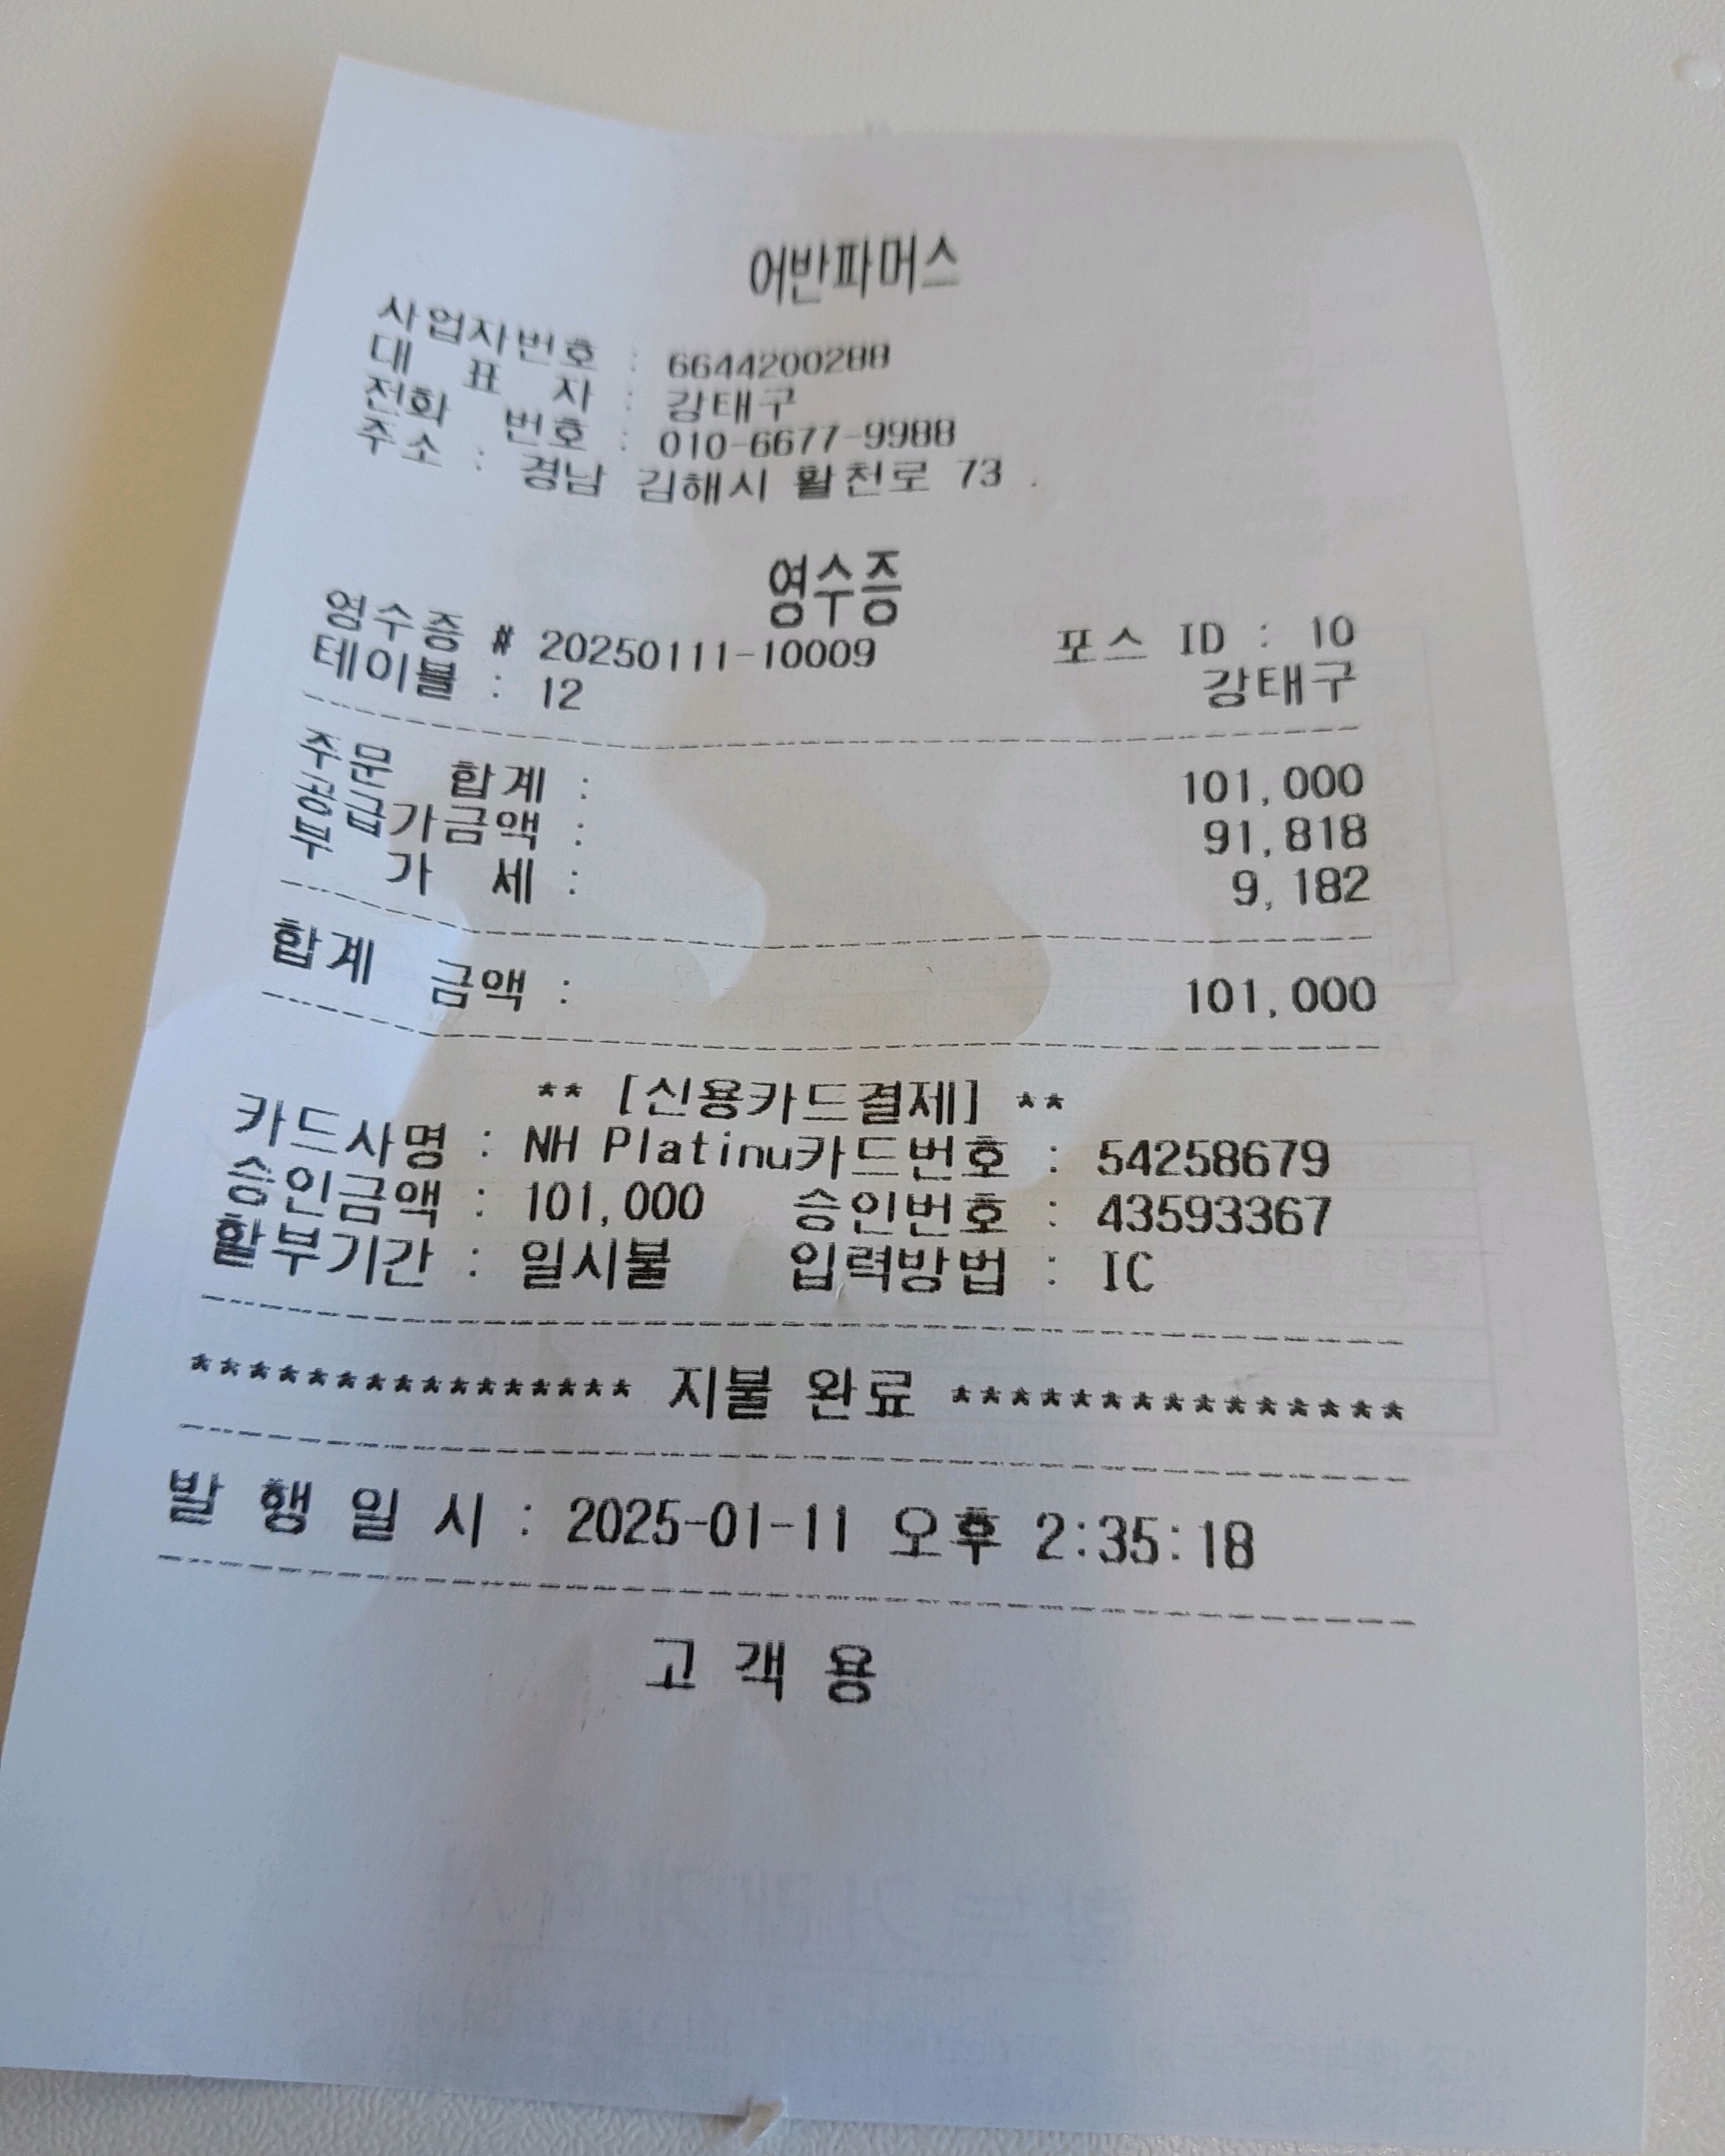 어반파머스
사업자번호 : 6644200288
대 표 자 : 강태구
전화 번호 : 010-6677-9988
주소 : 경남 김해시 활천로 73 .
영수증
영수증 # 20250111-10009 포스 ID : 10
테이블 : 12 강태구
주문 합계 : 101,000
공급가금액 : 91,818
부 가 세 : 9,182
합계 금액 : 101,000
** [신용카드결제] **
카드사명 : NH Platinu카드번호 : 54258679
승인금액 : 101,000 승인번호 : 43593367
할부기간 : 일시불 입력방법 : IC
**************** 지불 완료 ****************
발 행 일 시 : 2025-01-11 오후 2:35:18
고 객 용